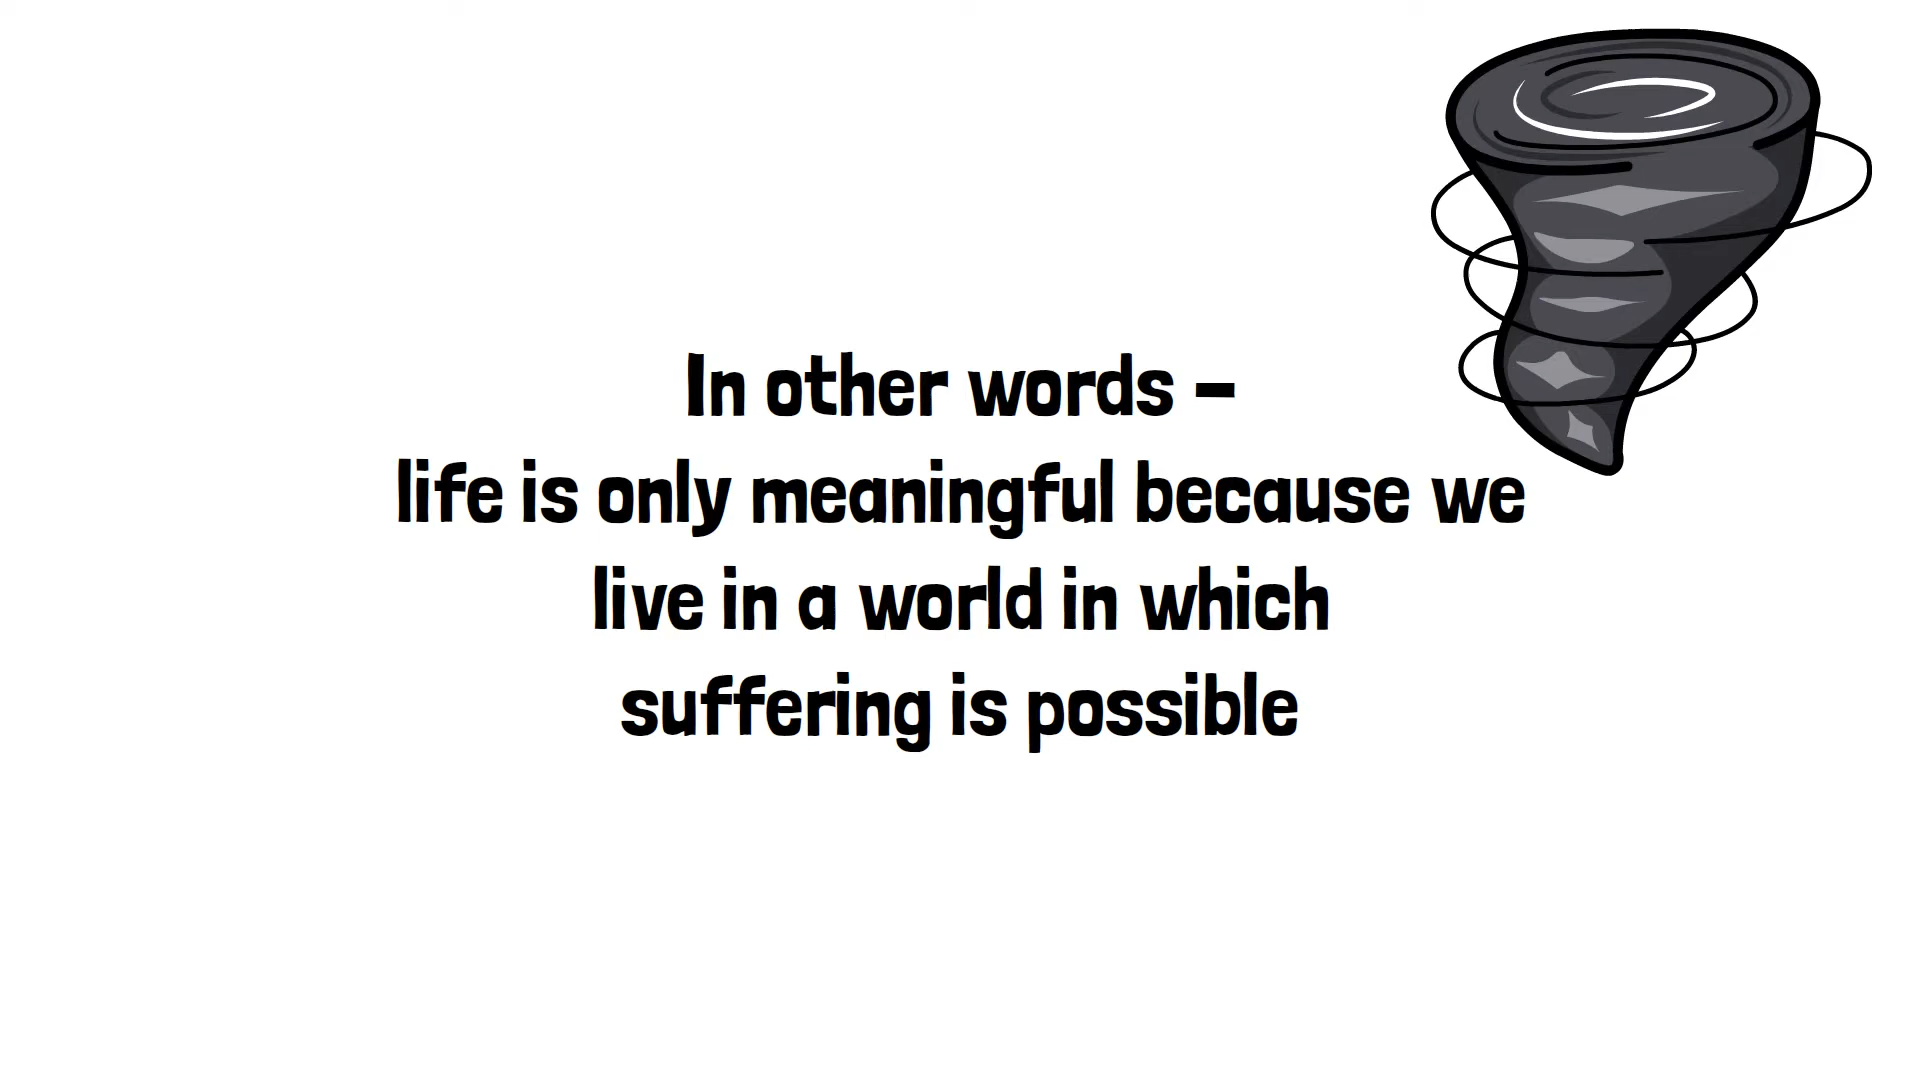 In other words –
life is only meaningful because we
live in a world in which
suffering is possible